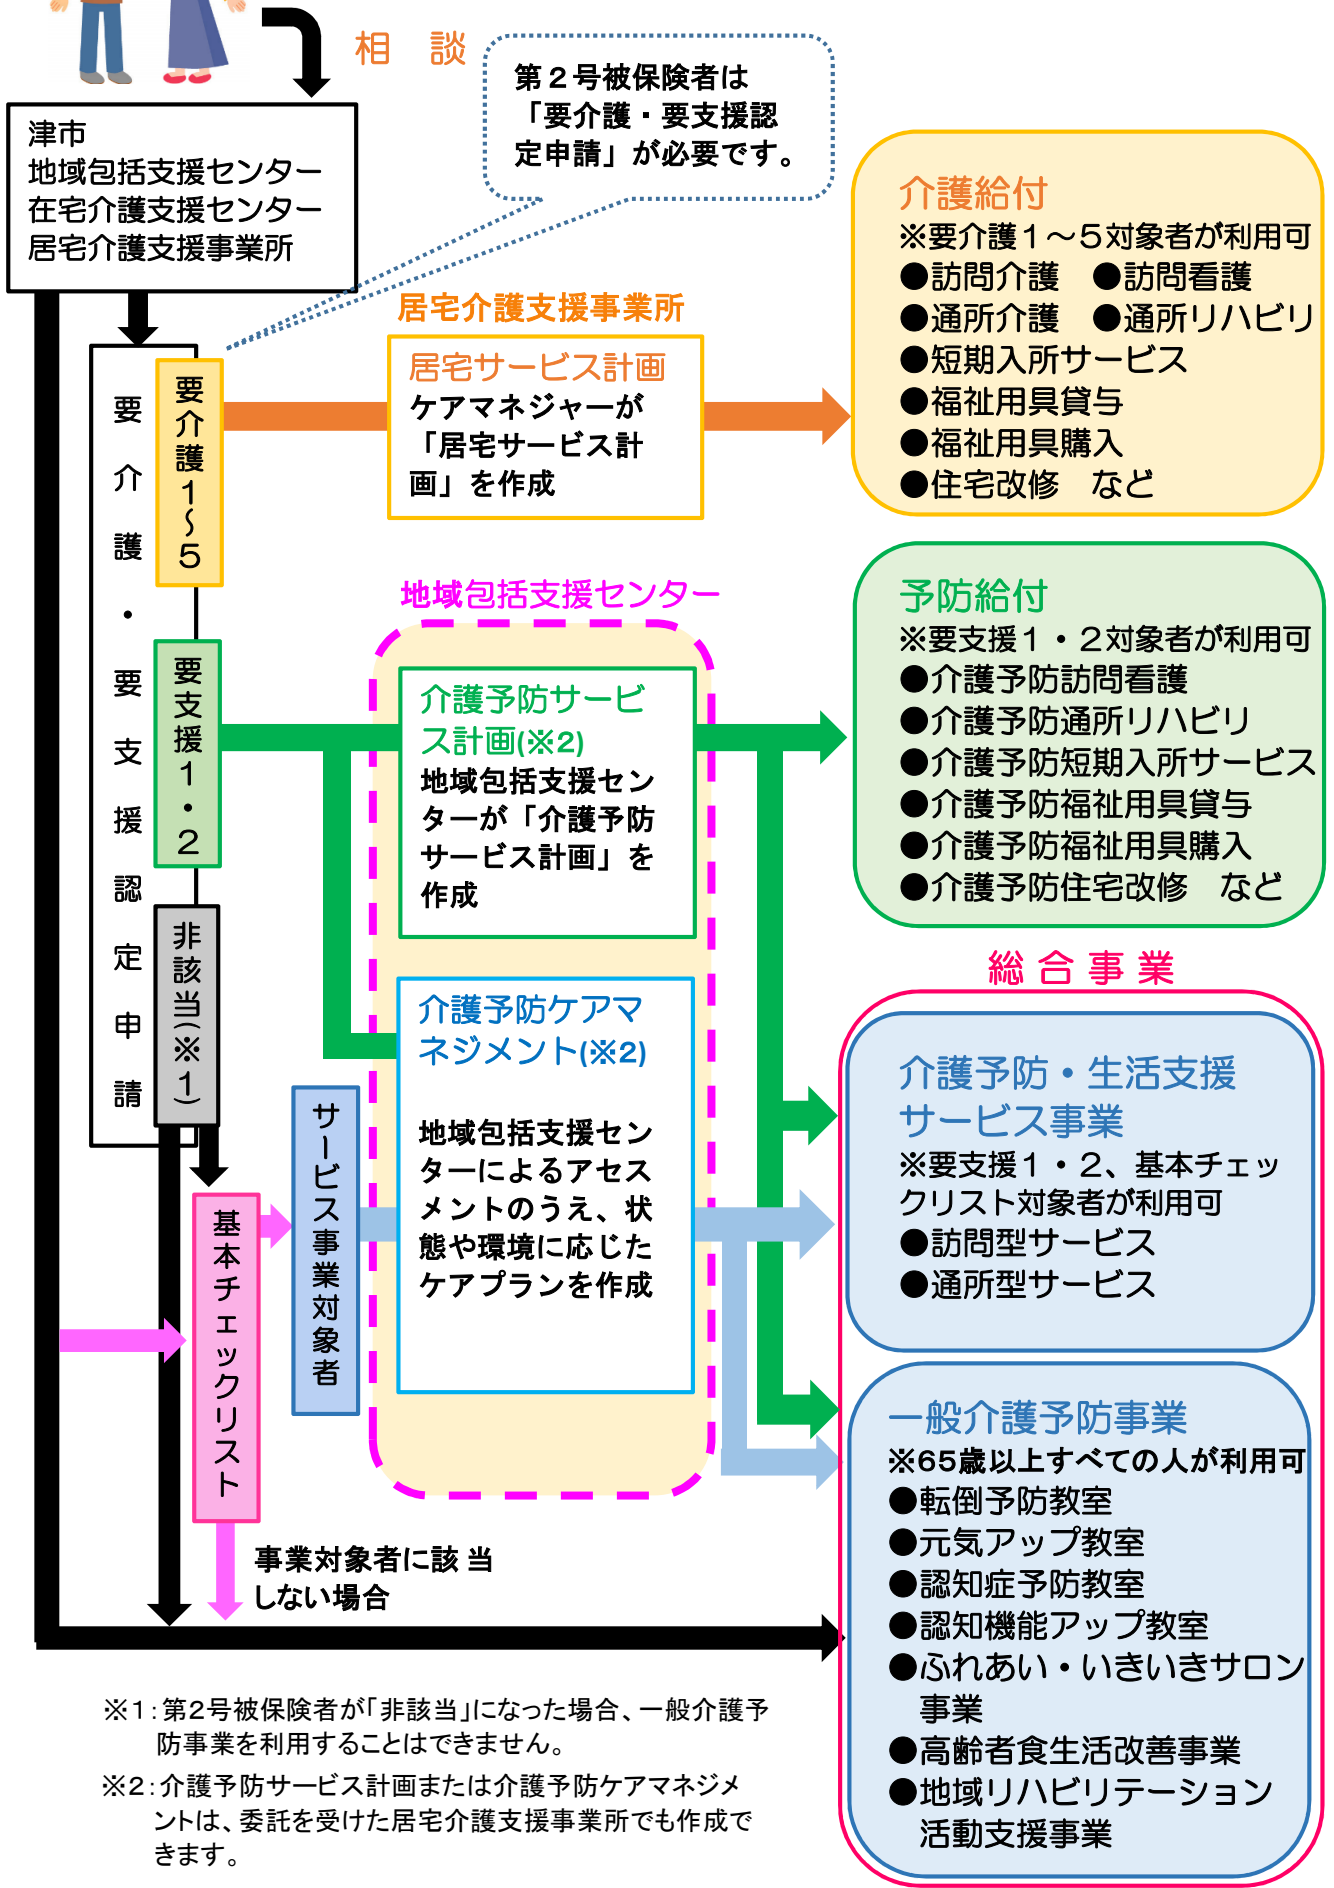 相 談
第２号被保険者は
「要介護・要支援認
定申請」が必要です。
津市
地域包括支援センター
在宅介護支援センター
居宅介護支援事業所
要介護・要支援認定申請
要介護１～５
居宅介護支援事業所
居宅サービス計画
ケアマネジャーが
「居宅サービス計
画」を作成
介護給付
※要介護１～５対象者が利用可
●訪問介護　●訪問看護
●通所介護　●通所リハビリ
●短期入所サービス
●福祉用具貸与
●福祉用具購入
●住宅改修　など
要支援１・２
地域包括支援センター
介護予防サービ
ス計画(※2)
地域包括支援セン
ターが「介護予防
サービス計画」を
作成
予防給付
※要支援１・２対象者が利用可
●介護予防訪問看護
●介護予防通所リハビリ
●介護予防短期入所サービス
●介護予防福祉用具貸与
●介護予防福祉用具購入
●介護予防住宅改修　など
非該当(※１)
基本チェックリスト
サービス事業対象者
介護予防ケアマ
ネジメント(※2)
地域包括支援セン
ターによるアセス
メントのうえ、状
態や環境に応じた
ケアプランを作成
総合事業
介護予防・生活支援
サービス事業
※要支援１・２、基本チェッ
クリスト対象者が利用可
●訪問型サービス
●通所型サービス
一般介護予防事業
※65歳以上すべての人が利用可
●転倒予防教室
●元気アップ教室
●認知症予防教室
●認知機能アップ教室
●ふれあい・いきいきサロン
事業
●高齢者食生活改善事業
●地域リハビリテーション
活動支援事業
事業対象者に該 当
しない場合
※１：第２号被保険者が「非該当」になった場合、一般介護予
防事業を利用することはできません。
※２：介護予防サービス計画または介護予防ケアマネジメ
ントは、委託を受けた居宅介護支援事業所でも作成で
きます。